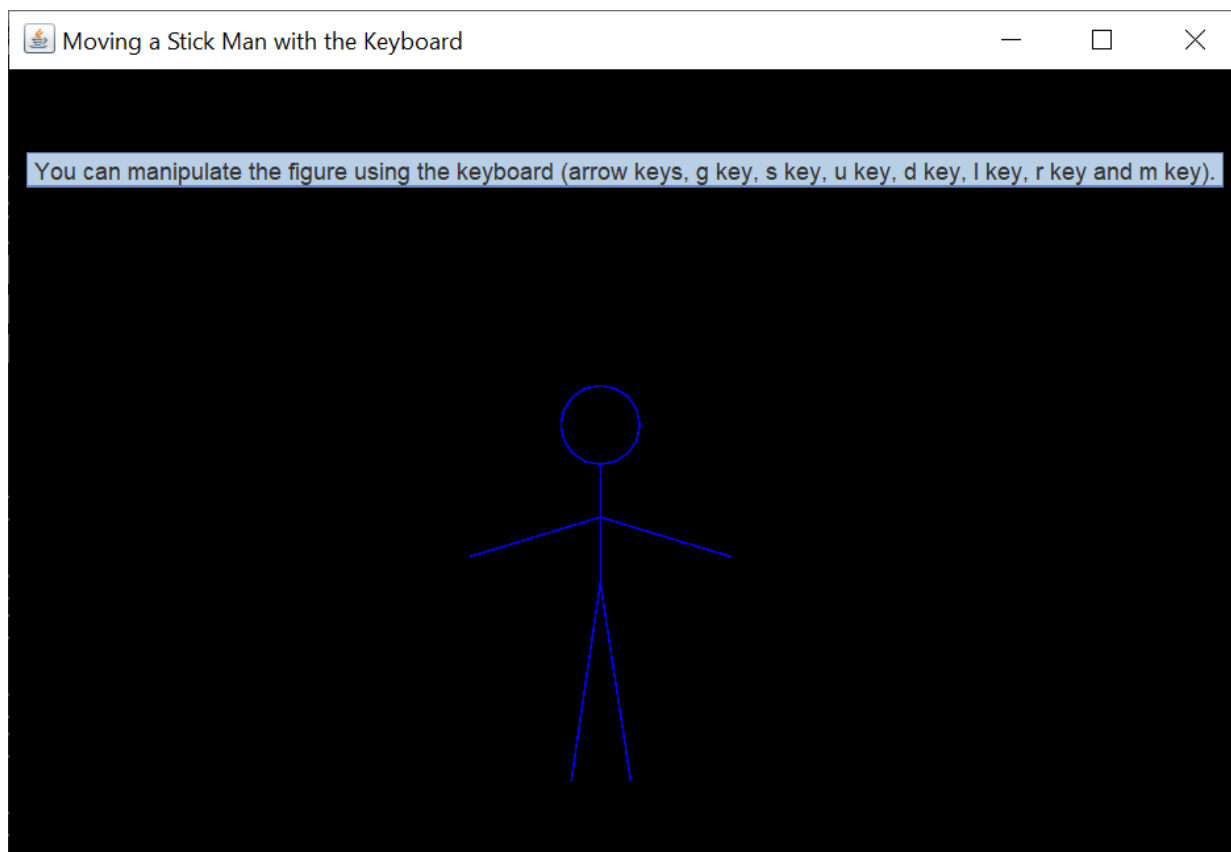 Moving a Stick Man with the Keyboard
You can manipulate the figure using the keyboard (arrow keys, g key, s key, u key, d key, l key, r key and m key).